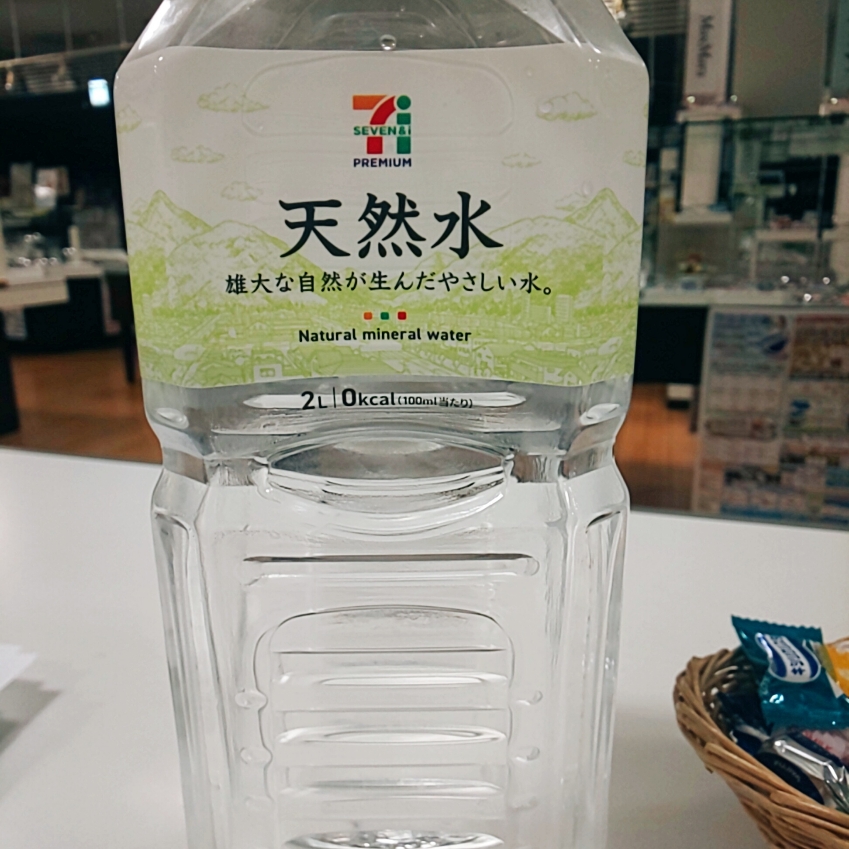 SEVEN&i
PREMIUM
天然水
雄大な自然が生んだやさしい水。
Natural mineral water
2L 0kcal(100ml当たり)